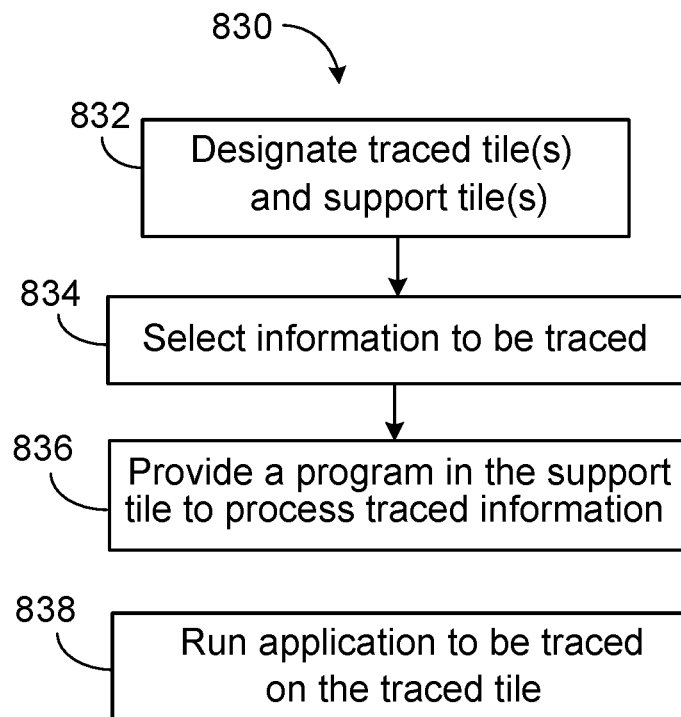 830
832
Designate traced tile(s)
and support tile(s)
834
Select information to be traced
836
Provide a program in the support
tile to process traced information
838
Run application to be traced
on the traced tile